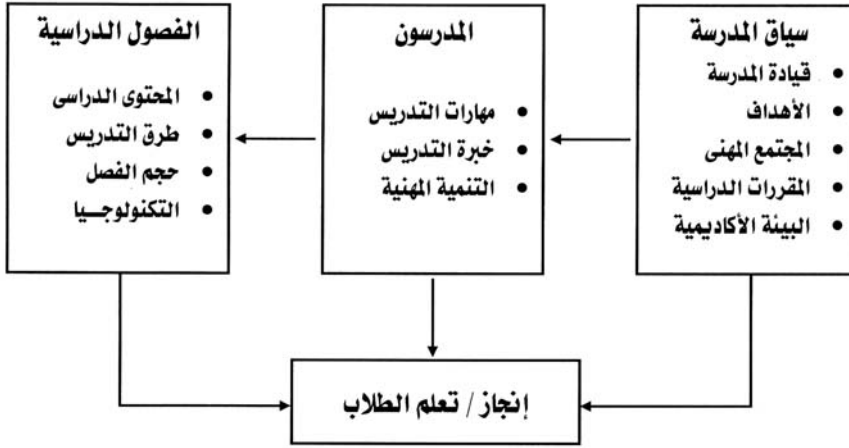 سياق المدرسة
• قيادة المدرسة
• الأهداف
• المجتمع المهنى
• المقررات الدراسية
• البيئة الأكاديمية
المدرسون
• مهارات التدريس
• خبرة التدريس
• التنمية المهنية
الفصول الدراسية
• المحتوى الدراسى
• طرق التدريس
• حجم الفصل
• التكنولوجـــيا
إنجاز / تعلم الطلاب